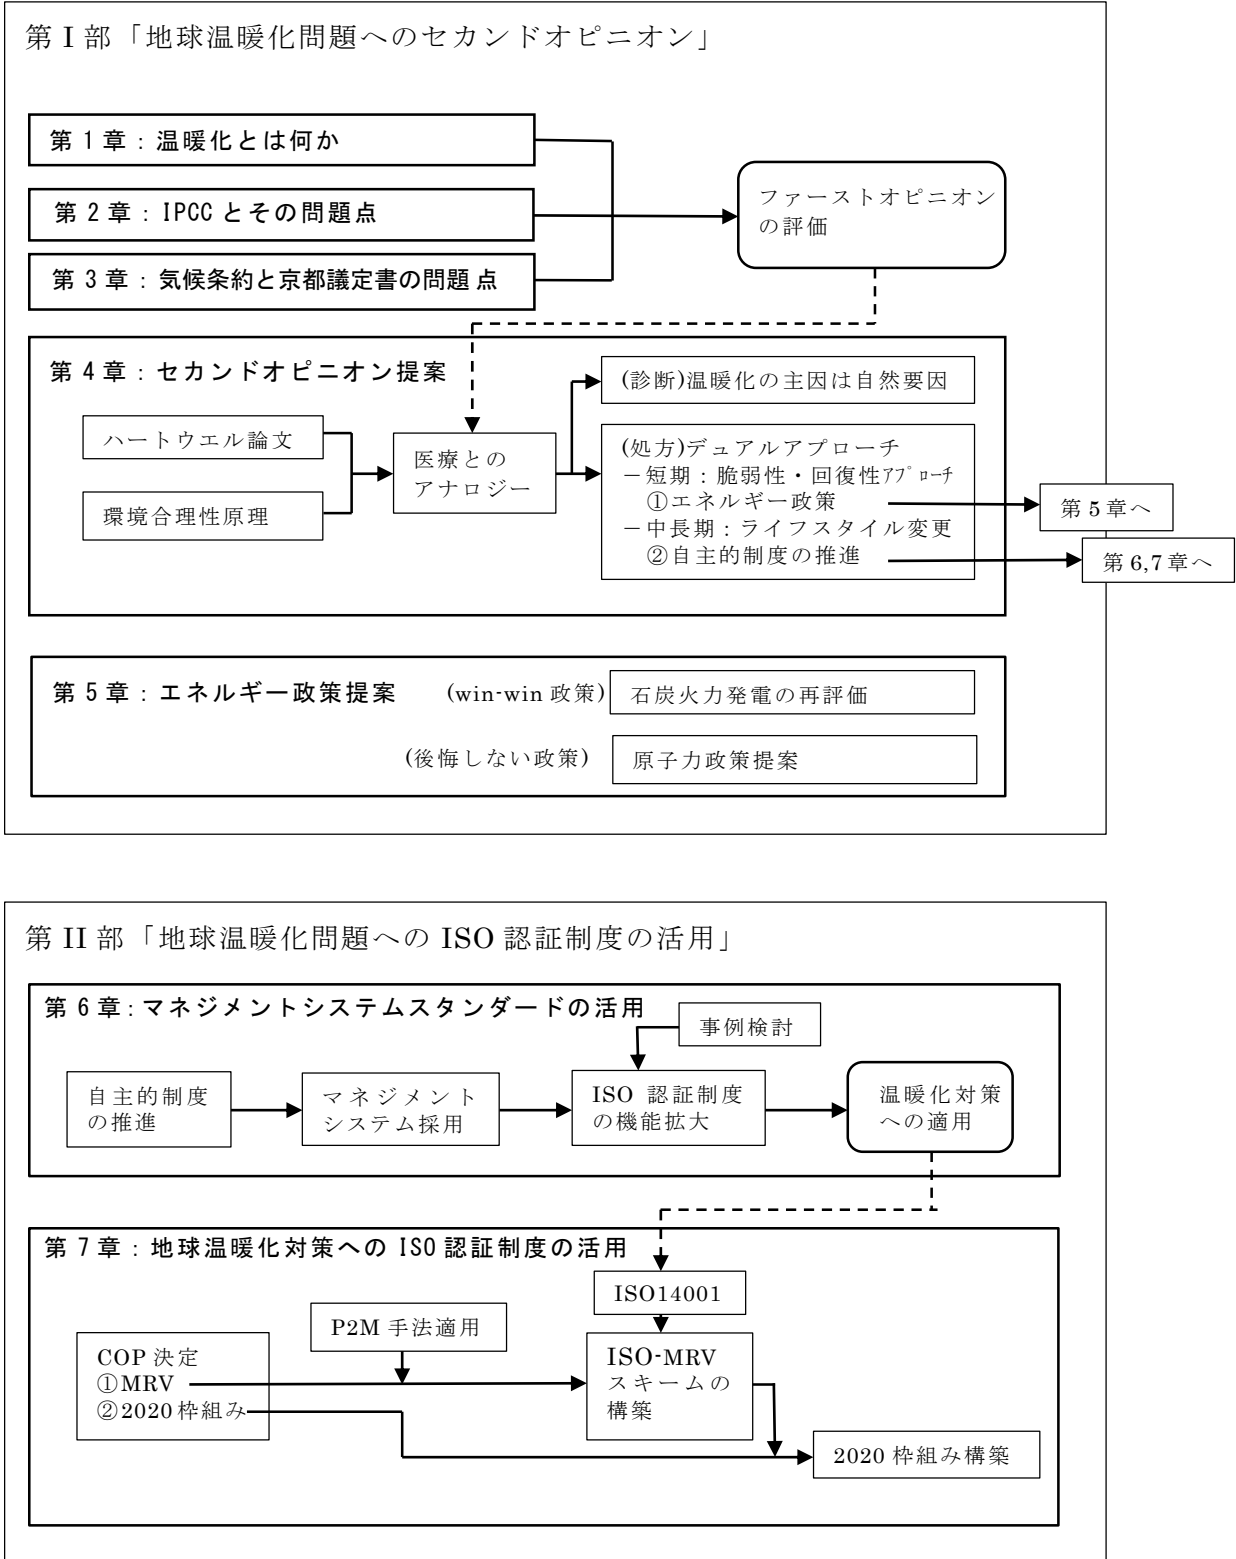 第 I 部「地球温暖化問題へのセカンドオピニオン」
第 1 章：温暖化とは何か
第 2 章：IPCC とその問題点
第 3 章：気候条約と京都議定書の問題点
ファーストオピニオン
の評価
第 4 章：セカンドオピニオン提案
ハートウエル論文
環境合理性原理
医療との
アナロジー
(診断)温暖化の主因は自然要因
(処方)デュアルアプローチ
－短期：脆弱性・回復性ｱﾌﾟﾛｰﾁ
①エネルギー政策
－中長期：ライフスタイル変更
②自主的制度の推進
第 5 章へ
第 6,7 章へ
第 5 章：エネルギー政策提案
(win-win 政策)
石炭火力発電の再評価
(後悔しない政策)
原子力政策提案
第 II 部「地球温暖化問題への ISO 認証制度の活用」
第 6 章：マネジメントシステムスタンダードの活用
事例検討
自主的制度
の推進
マネジメント
システム採用
ISO 認証制度
の機能拡大
温暖化対策
への適用
第 7 章：地球温暖化対策への ISO 認証制度の活用
ISO14001
P2M 手法適用
COP 決定
①MRV
②2020 枠組み
ISO-MRV
スキームの
構築
2020 枠組み構築